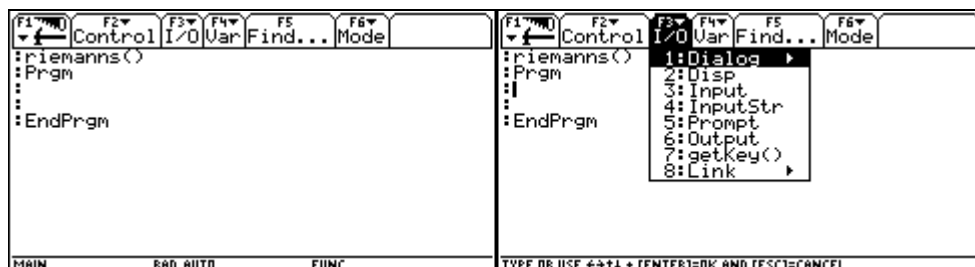 F1 F2 F3 F4 F5 F6
Control I/O Var Find... Mode
:riemanns()
:Prgm
:
:
:EndPrgm
MAIN RAD AUTO FUNC
F1 F2 F3 F4 F5 F6
Control I/O Var Find... Mode
:riemanns()
:Prgm
:
:
:EndPrgm
1:Dialog
2:Disp
3:Input
4:InputStr
5:Prompt
6:Output
7:getKey()
8:Link
TYPE OR USE ←→↑↓ + [ENTER]=OK AND [ESC]=CANCEL